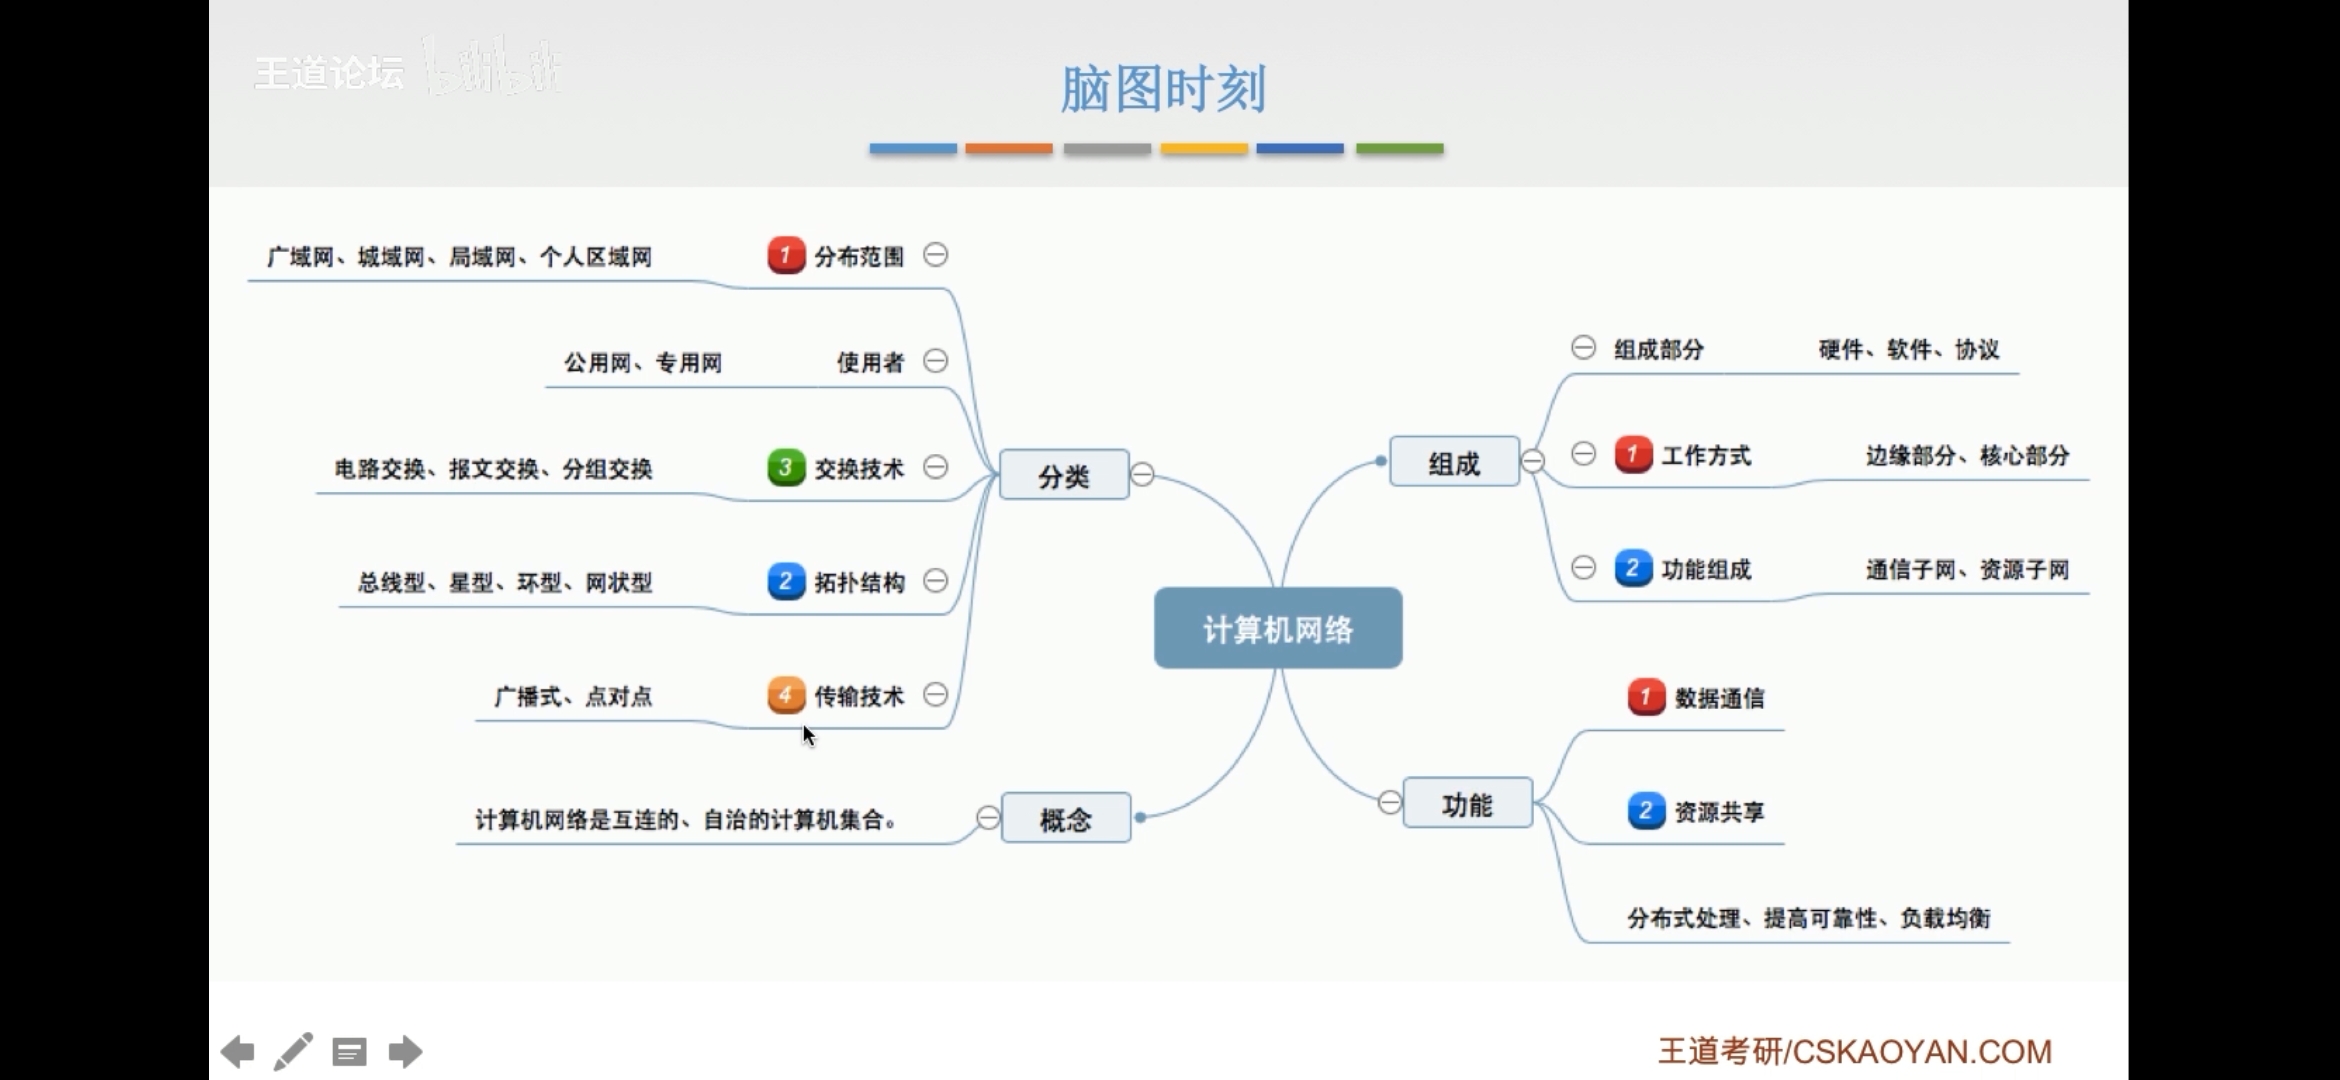 王道论坛 bilibili
脑图时刻
广域网、城域网、局域网、个人区域网 1 分布范围
公用网、专用网 使用者
电路交换、报文交换、分组交换 3 交换技术
总线型、星型、环型、网状型 2 拓扑结构
广播式、点对点 4 传输技术
分类
计算机网络是互连的、自治的计算机集合。
概念
计算机网络
组成
组成部分 硬件、软件、协议
1 工作方式 边缘部分、核心部分
2 功能组成 通信子网、资源子网
功能
1 数据通信
2 资源共享
分布式处理、提高可靠性、负载均衡
王道考研/CSKAOYAN.COM